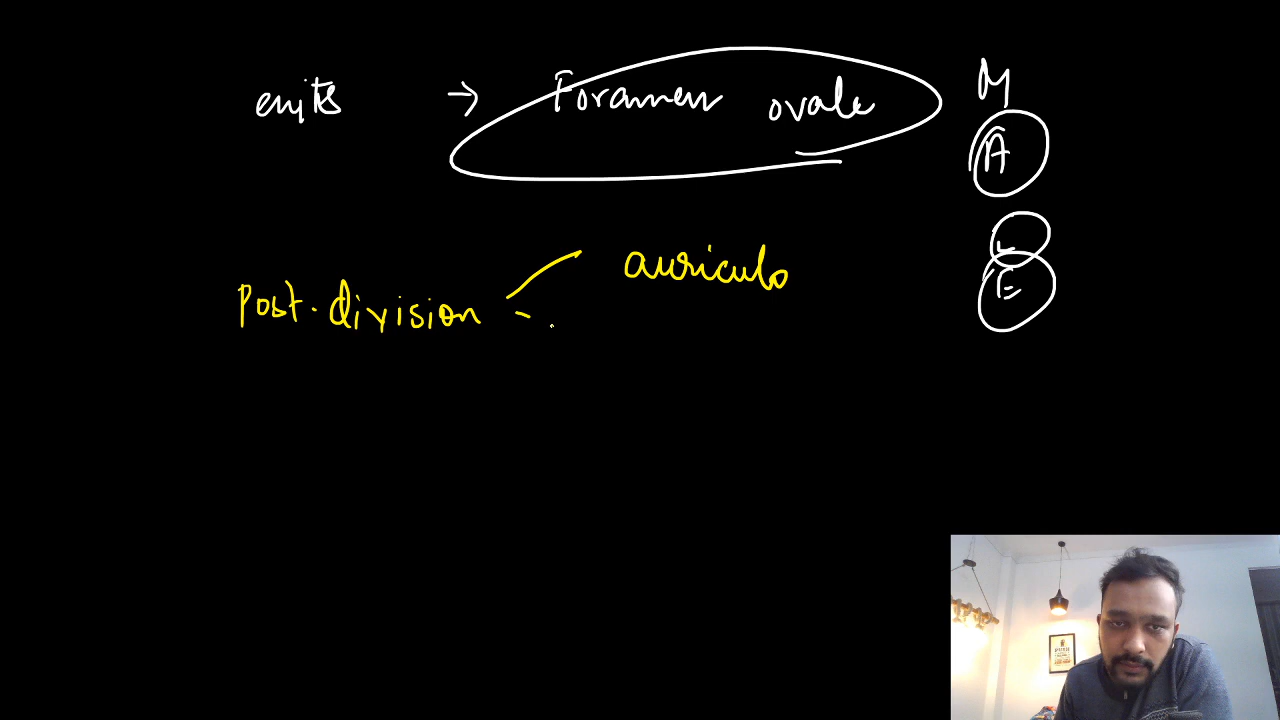 exits → Foramen ovale
M
A
L
E
auriculo
Post. division